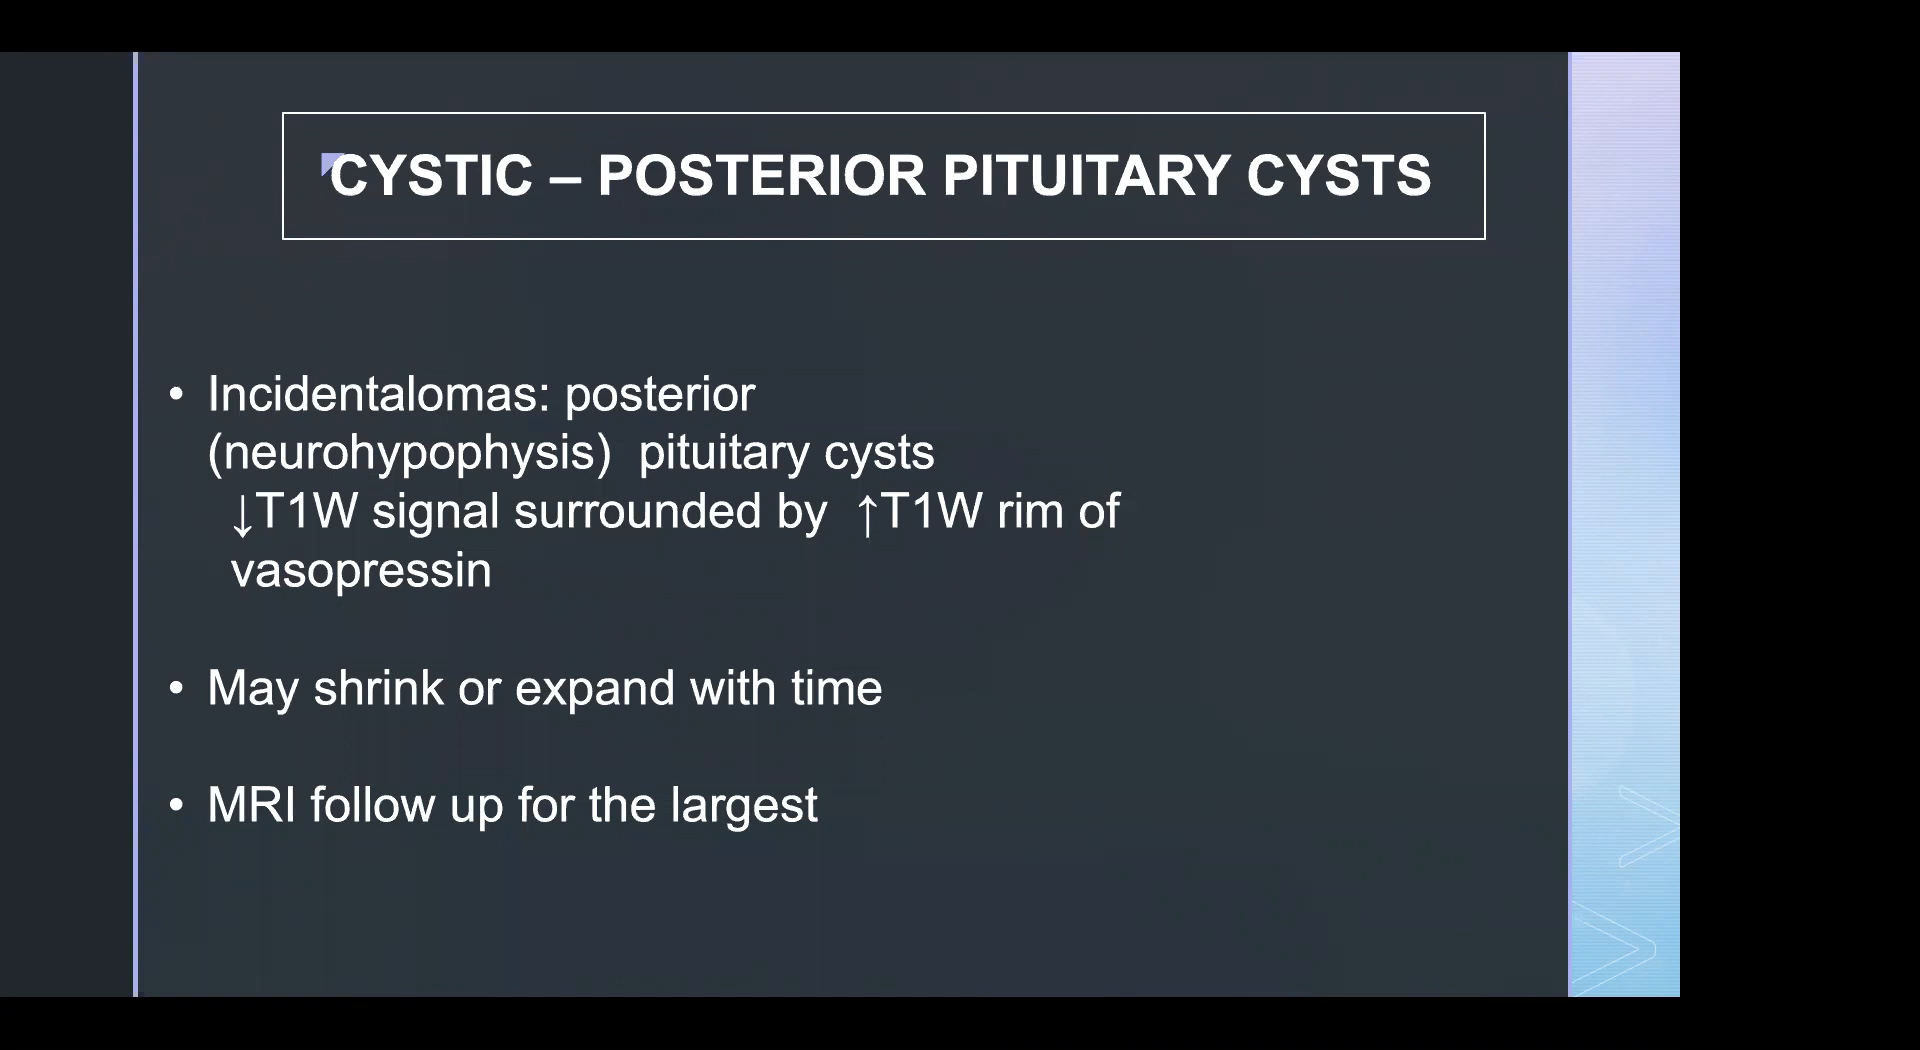 CYSTIC – POSTERIOR PITUITARY CYSTS
• Incidentalomas: posterior
(neurohypophysis)  pituitary cysts
↓T1W signal surrounded by  ↑T1W rim of
vasopressin
• May shrink or expand with time
• MRI follow up for the largest